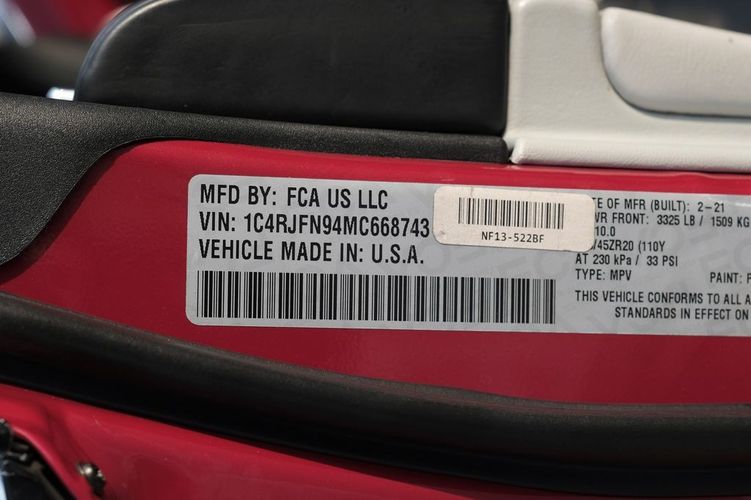 MFD BY: FCA US LLC
VIN: 1C4RJFN94MC668743
VEHICLE MADE IN: U.S.A.
NF13-522BF
TE OF MFR (BUILT): 2-21
WR FRONT: 3325 LB / 1509 KG
10.0
/45ZR20 (110Y
AT 230 kPa / 33 PSI
TYPE: MPV PAINT:
THIS VEHICLE CONFORMS TO ALL A
STANDARDS IN EFFECT ON